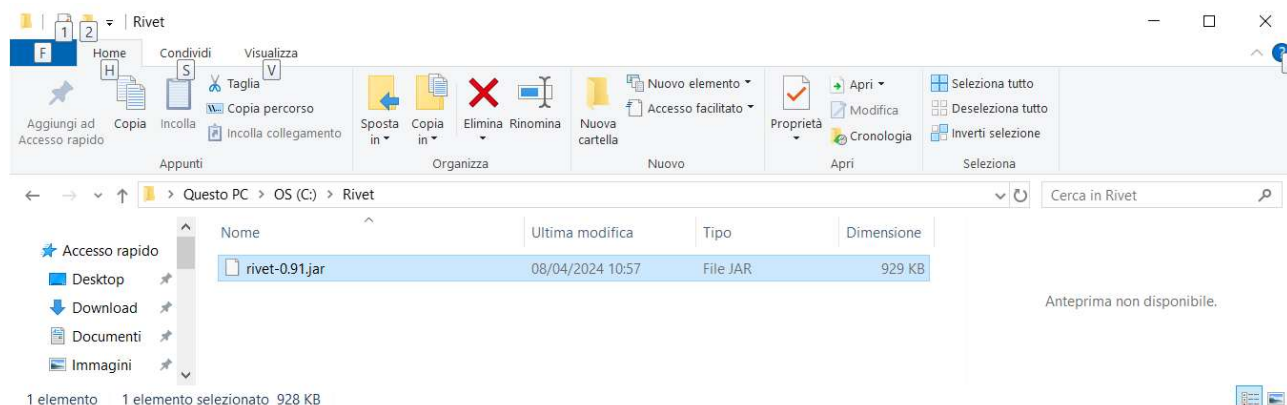 Rivet
1 2
F Home Condividi Visualizza
H S V
Aggiungi ad
Accesso rapido
Copia
Incolla
Taglia
Copia percorso
Incolla collegamento
Appunti
Sposta
in
Copia
in
Elimina
Rinomina
Organizza
Nuova
cartella
Nuovo elemento
Accesso facilitato
Nuovo
Proprietà
Apri
Modifica
Cronologia
Apri
Seleziona tutto
Deseleziona tutto
Inverti selezione
Seleziona
Questo PC > OS (C:) > Rivet
Cerca in Rivet
Nome Ultima modifica Tipo Dimensione
Accesso rapido
Desktop
Download
Documenti
Immagini
rivet-0.91.jar 08/04/2024 10:57 File JAR 929 KB
Anteprima non disponibile.
1 elemento 1 elemento selezionato 928 KB